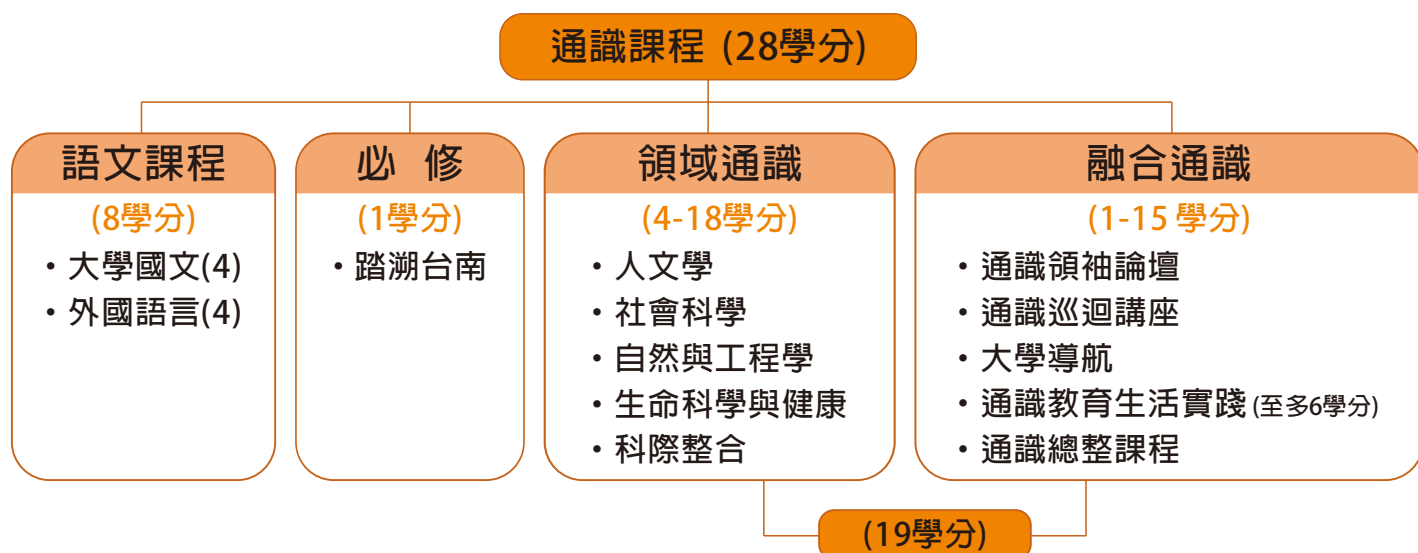 通識課程 (28學分)
語文課程
(8學分)
・大學國文(4)
・外國語言(4)
必 修
(1學分)
・踏溯台南
領域通識
(4-18學分)
・人文學
・社會科學
・自然與工程學
・生命科學與健康
・科際整合
融合通識
(1-15 學分)
・通識領袖論壇
・通識巡迴講座
・大學導航
・通識教育生活實踐 (至多6學分)
・通識總整課程
(19學分)